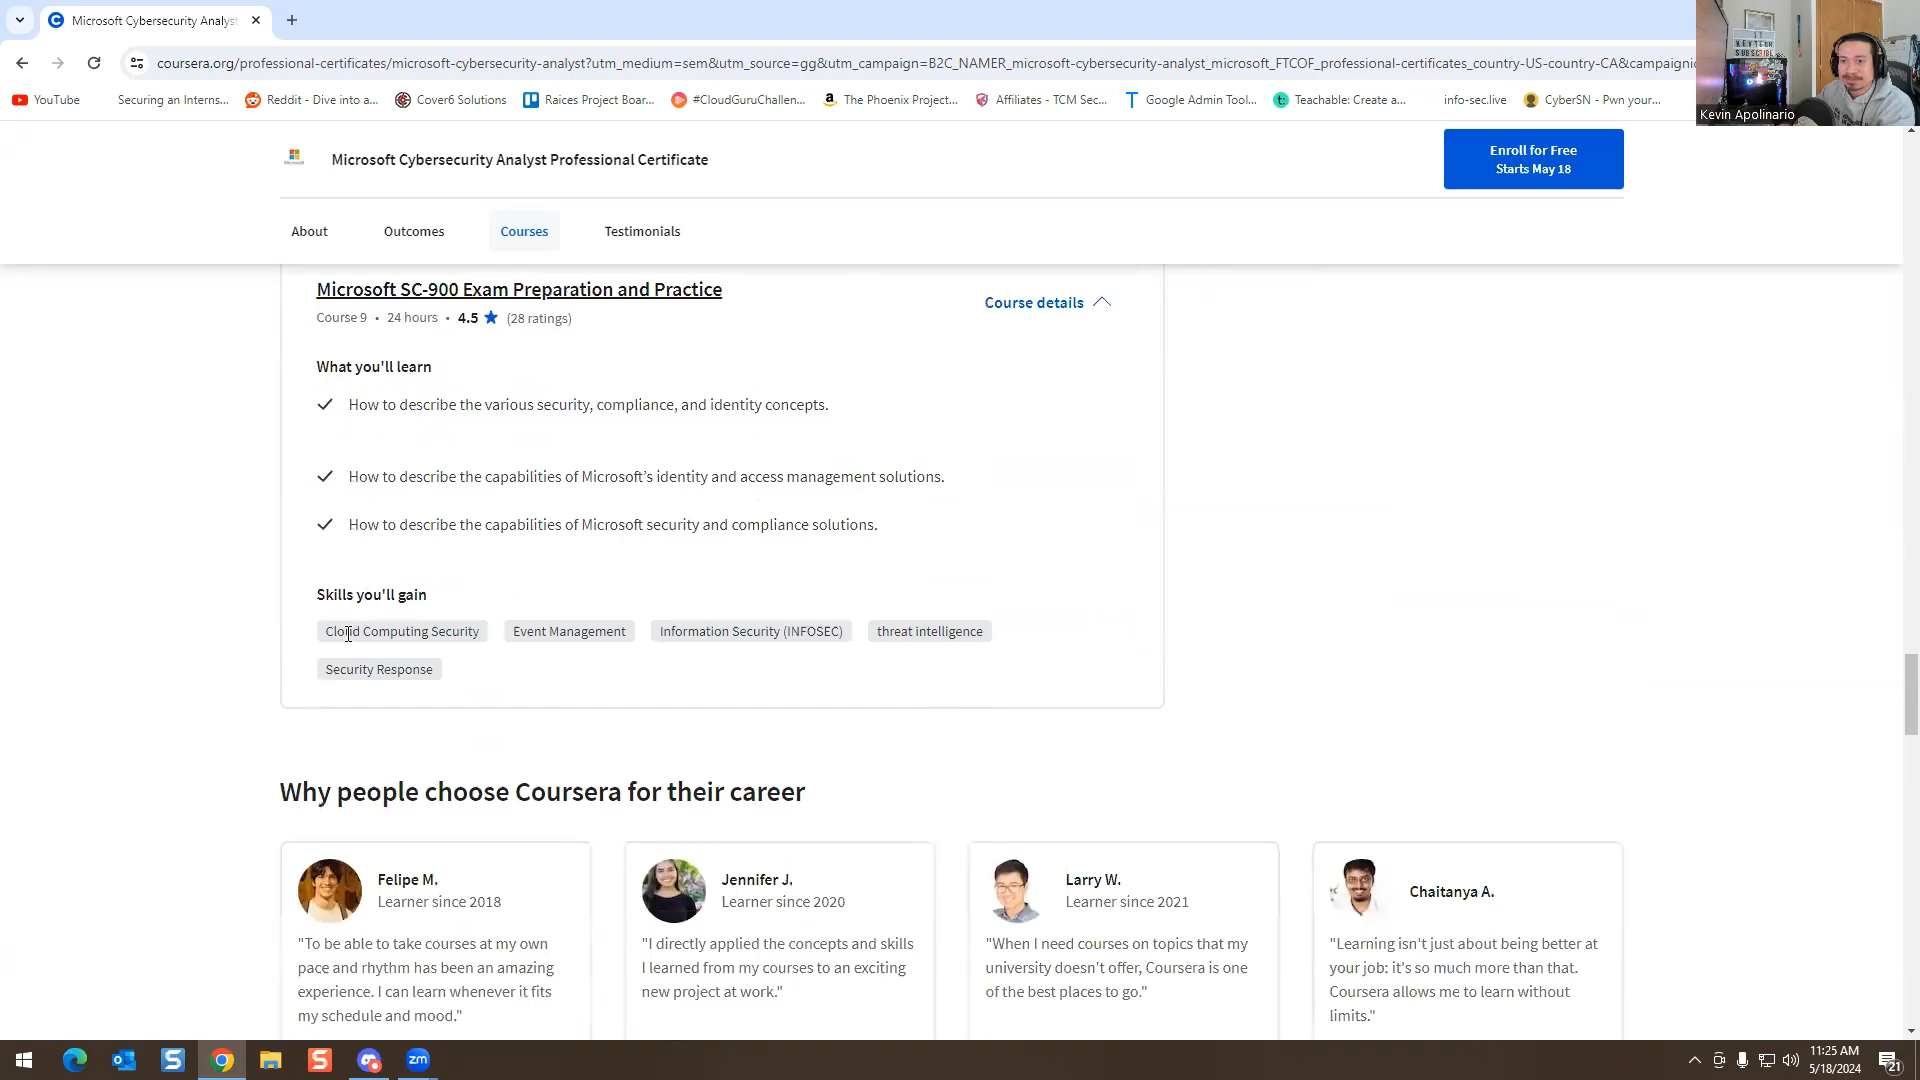 Microsoft Cybersecurity Analyst
coursera.org/professional-certificates/microsoft-cybersecurity-analyst?utm_medium=sem&utm_source=gg&utm_campaign=B2C_NAMER_microsoft-cybersecurity-analyst_microsoft_FTCOF_professional-certificates_country-US-country-CA&campaignid
YouTube
Securing an Interns...
Reddit - Dive into a...
Cover6 Solutions
Raices Project Boar...
#CloudGuruChallen...
The Phoenix Project...
Affiliates - TCM Sec...
Google Admin Tool...
Teachable: Create a...
info-sec.live
CyberSN - Pwn your...
KEVTECH
SUBSCRIBE
Kevin Apolinario
Microsoft
Microsoft Cybersecurity Analyst Professional Certificate
Enroll for Free
Starts May 18
About
Outcomes
Courses
Testimonials
Microsoft SC-900 Exam Preparation and Practice
Course details
Course 9 • 24 hours • 4.5 ★ (28 ratings)
What you'll learn
How to describe the various security, compliance, and identity concepts.
How to describe the capabilities of Microsoft's identity and access management solutions.
How to describe the capabilities of Microsoft security and compliance solutions.
Skills you'll gain
Cloud Computing Security
Event Management
Information Security (INFOSEC)
threat intelligence
Security Response
Why people choose Coursera for their career
Felipe M.
Learner since 2018
"To be able to take courses at my own
pace and rhythm has been an amazing
experience. I can learn whenever it fits
my schedule and mood."
Jennifer J.
Learner since 2020
"I directly applied the concepts and skills
I learned from my courses to an exciting
new project at work."
Larry W.
Learner since 2021
"When I need courses on topics that my
university doesn't offer, Coursera is one
of the best places to go."
Chaitanya A.
"Learning isn't just about being better at
your job: it's so much more than that.
Coursera allows me to learn without
limits."
zm
11:25 AM
5/18/2024
21